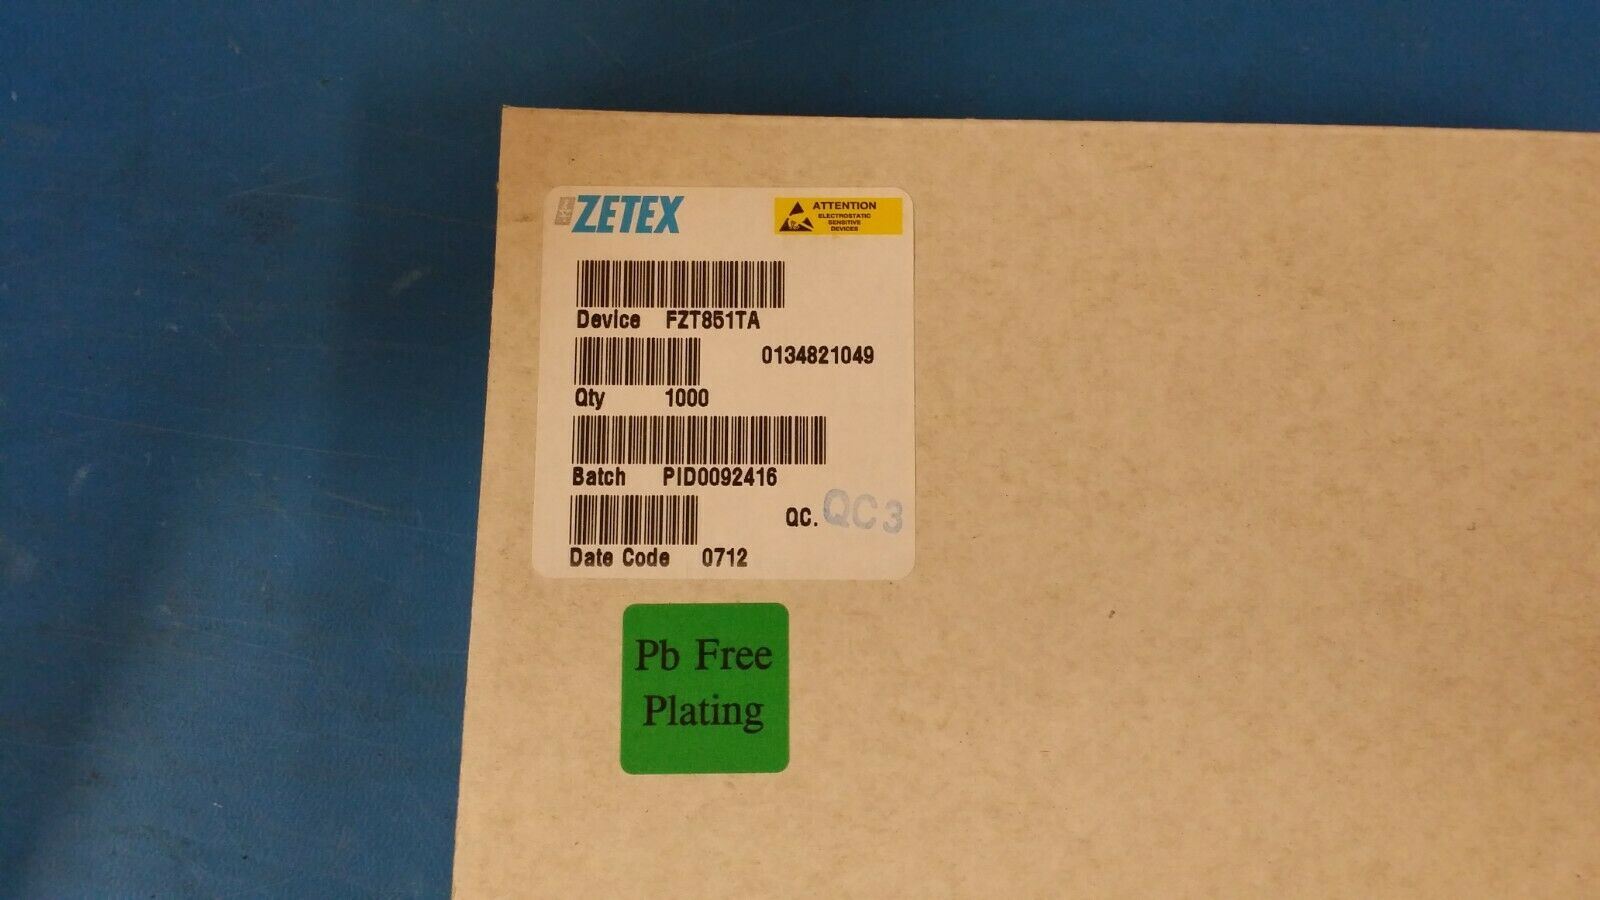 ZETEX
ATTENTION
ELECTROSTATIC
SENSITIVE
DEVICES
Device FZT851TA
0134821049
Qty 1000
Batch PID0092416
QC. QC3
Date Code 0712
Pb Free
Plating